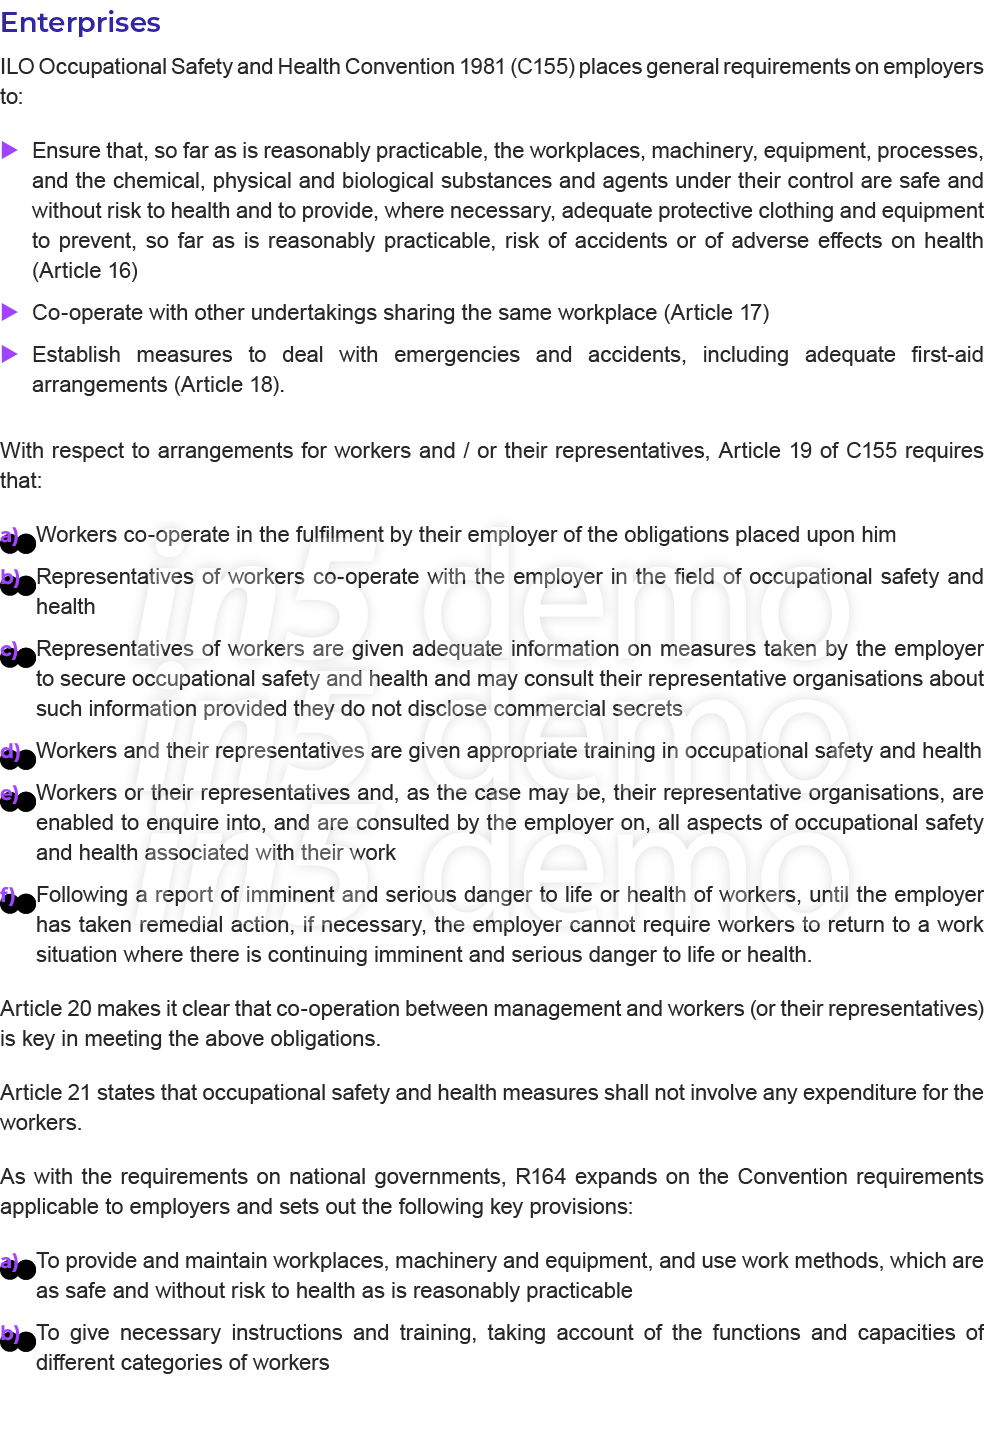 Enterprises
ILO Occupational Safety and Health Convention 1981 (C155) places general requirements on employers
to:
Ensure that, so far as is reasonably practicable, the workplaces, machinery, equipment, processes,
and the chemical, physical and biological substances and agents under their control are safe and
without risk to health and to provide, where necessary, adequate protective clothing and equipment
to prevent, so far as is reasonably practicable, risk of accidents or of adverse effects on health
(Article 16)
Co-operate with other undertakings sharing the same workplace (Article 17)
Establish measures to deal with emergencies and accidents, including adequate first-aid
arrangements (Article 18).
With respect to arrangements for workers and / or their representatives, Article 19 of C155 requires
that:
a) Workers co-operate in the fulfilment by their employer of the obligations placed upon him
b) Representatives of workers co-operate with the employer in the field of occupational safety and
health
c) Representatives of workers are given adequate information on measures taken by the employer
to secure occupational safety and health and may consult their representative organisations about
such information provided they do not disclose commercial secrets
d) Workers and their representatives are given appropriate training in occupational safety and health
e) Workers or their representatives and, as the case may be, their representative organisations, are
enabled to enquire into, and are consulted by the employer on, all aspects of occupational safety
and health associated with their work
f) Following a report of imminent and serious danger to life or health of workers, until the employer
has taken remedial action, if necessary, the employer cannot require workers to return to a work
situation where there is continuing imminent and serious danger to life or health.
Article 20 makes it clear that co-operation between management and workers (or their representatives)
is key in meeting the above obligations.
Article 21 states that occupational safety and health measures shall not involve any expenditure for the
workers.
As with the requirements on national governments, R164 expands on the Convention requirements
applicable to employers and sets out the following key provisions:
a) To provide and maintain workplaces, machinery and equipment, and use work methods, which are
as safe and without risk to health as is reasonably practicable
b) To give necessary instructions and training, taking account of the functions and capacities of
different categories of workers
in5 demo
in5 demo
in5 demo